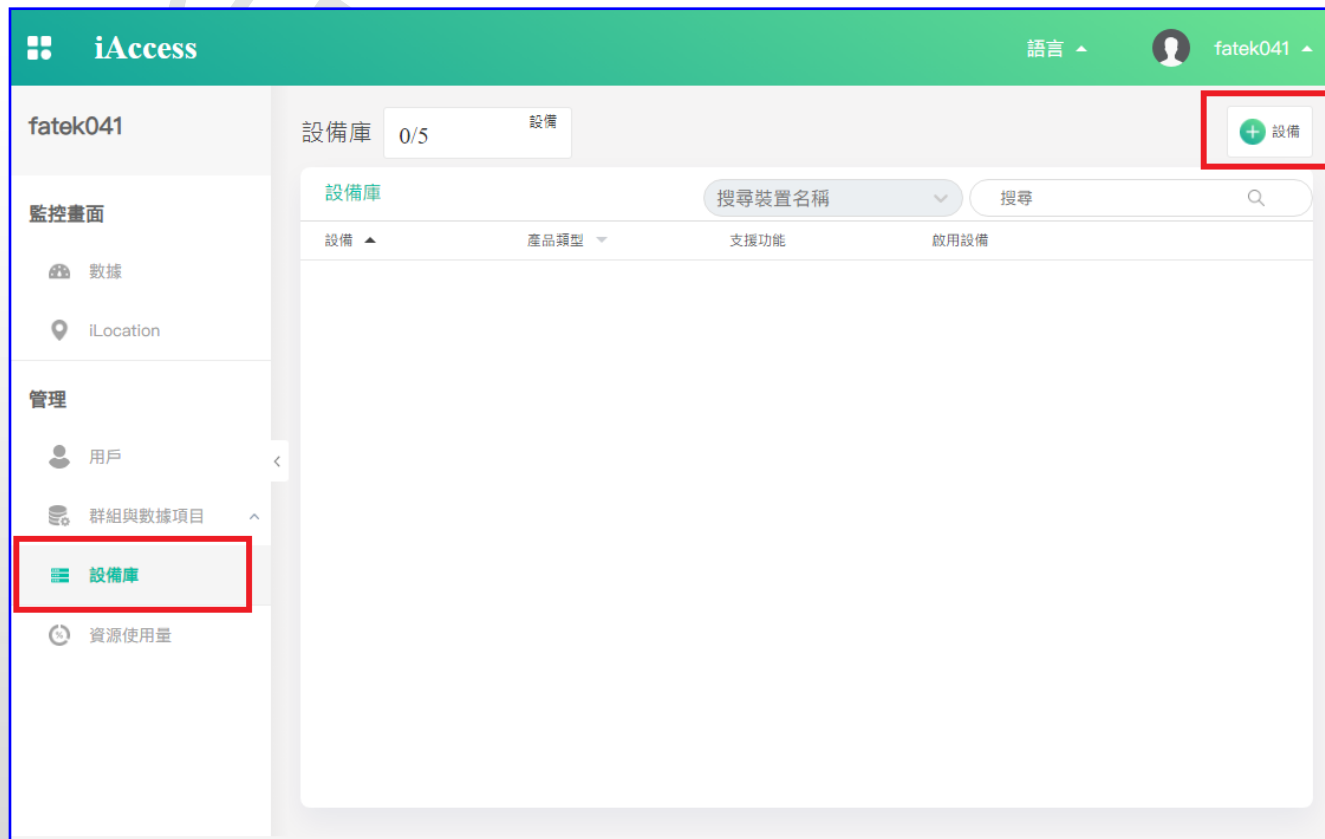 iAccess
語言
fatek041
fatek041
監控畫面
數據
iLocation
管理
用戶
群組與數據項目
設備庫
資源使用量
設備庫
0/5
設備
設備
設備庫
搜尋裝置名稱
搜尋
設備
產品類型
支援功能
啟用設備